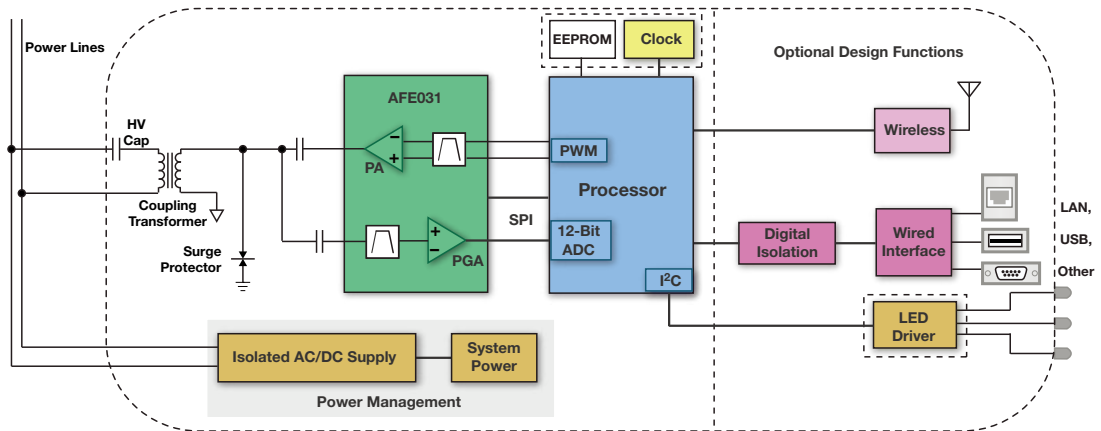 Power Lines
EEPROM
Clock
Optional Design Functions
AFE031
HV
Cap
−
+
PA
PWM
Wireless
Processor
Coupling
Transformer
SPI
LAN,
Surge
Protector
+
−
PGA
12-Bit
ADC
Digital
Isolation
Wired
Interface
USB,
I²C
Other
LED
Driver
Isolated AC/DC Supply
System
Power
Power Management